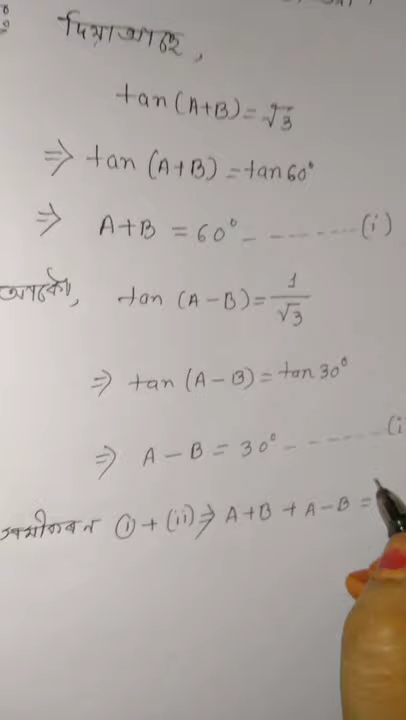 দিয়া আছে,
tan(A+B)=√3
⇒ tan(A+B)=tan60°
⇒ A+B = 60° - - - - - - - (i)
আকৌ, tan (A-B)= 1/√3
⇒ tan(A-B)=tan30°
⇒ A-B = 30° - - - - - - - (i
সমীকৰণ (i) + (ii) ⇒ A+B + A-B =